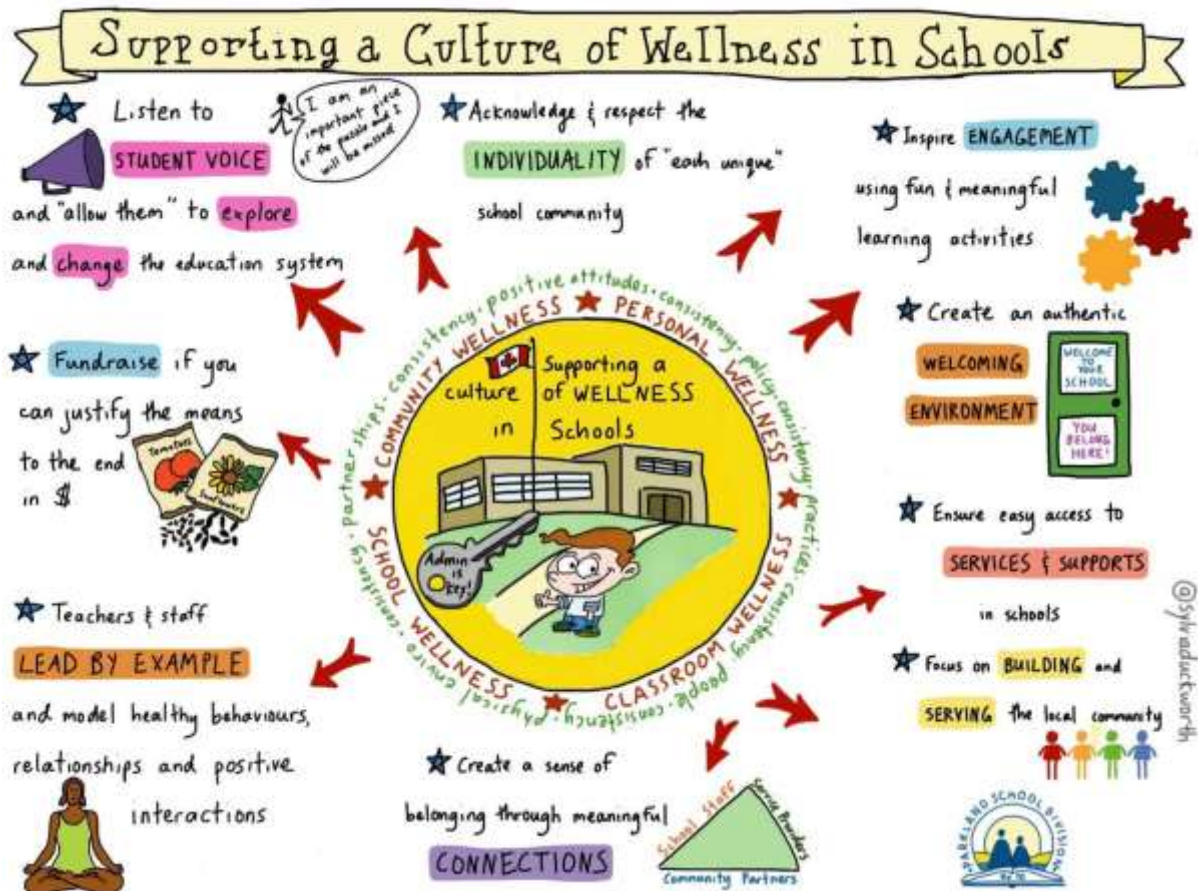 Supporting a Culture of Wellness in Schools
Listen to
STUDENT VOICE
and "allow them" to explore
and change the education system
I am an
important piece
of the puzzle and I
will be missed
Acknowledge & respect the
INDIVIDUALITY of "each unique"
school community
Inspire ENGAGEMENT
using fun & meaningful
learning activities
Create an authentic
WELCOMING
ENVIRONMENT
WELCOME
TO
YOUR
SCHOOL
YOU
BELONG
HERE!
Fundraise if you
can justify the means
to the end
in $
Tomatoes
Sunflowers
positive attitudes · consistency · policy · consistency · practices · consistency · people · consistency · physical enviro · consistency · partnerships · consistency ·
COMMUNITY WELLNESS
PERSONAL WELLNESS
CLASSROOM WELLNESS
SCHOOL WELLNESS
Supporting a
culture of WELLNESS
in Schools
Admin
is
key!
Ensure easy access to
SERVICES & SUPPORTS
in schools
Teachers & staff
LEAD BY EXAMPLE
and model healthy behaviours,
relationships and positive
interactions
Create a sense of
belonging through meaningful
CONNECTIONS
School Staff
Service Providers
Community Partners
Focus on BUILDING and
SERVING the local community
@sylviaduckworth
PARKLAND SCHOOL DIVISION